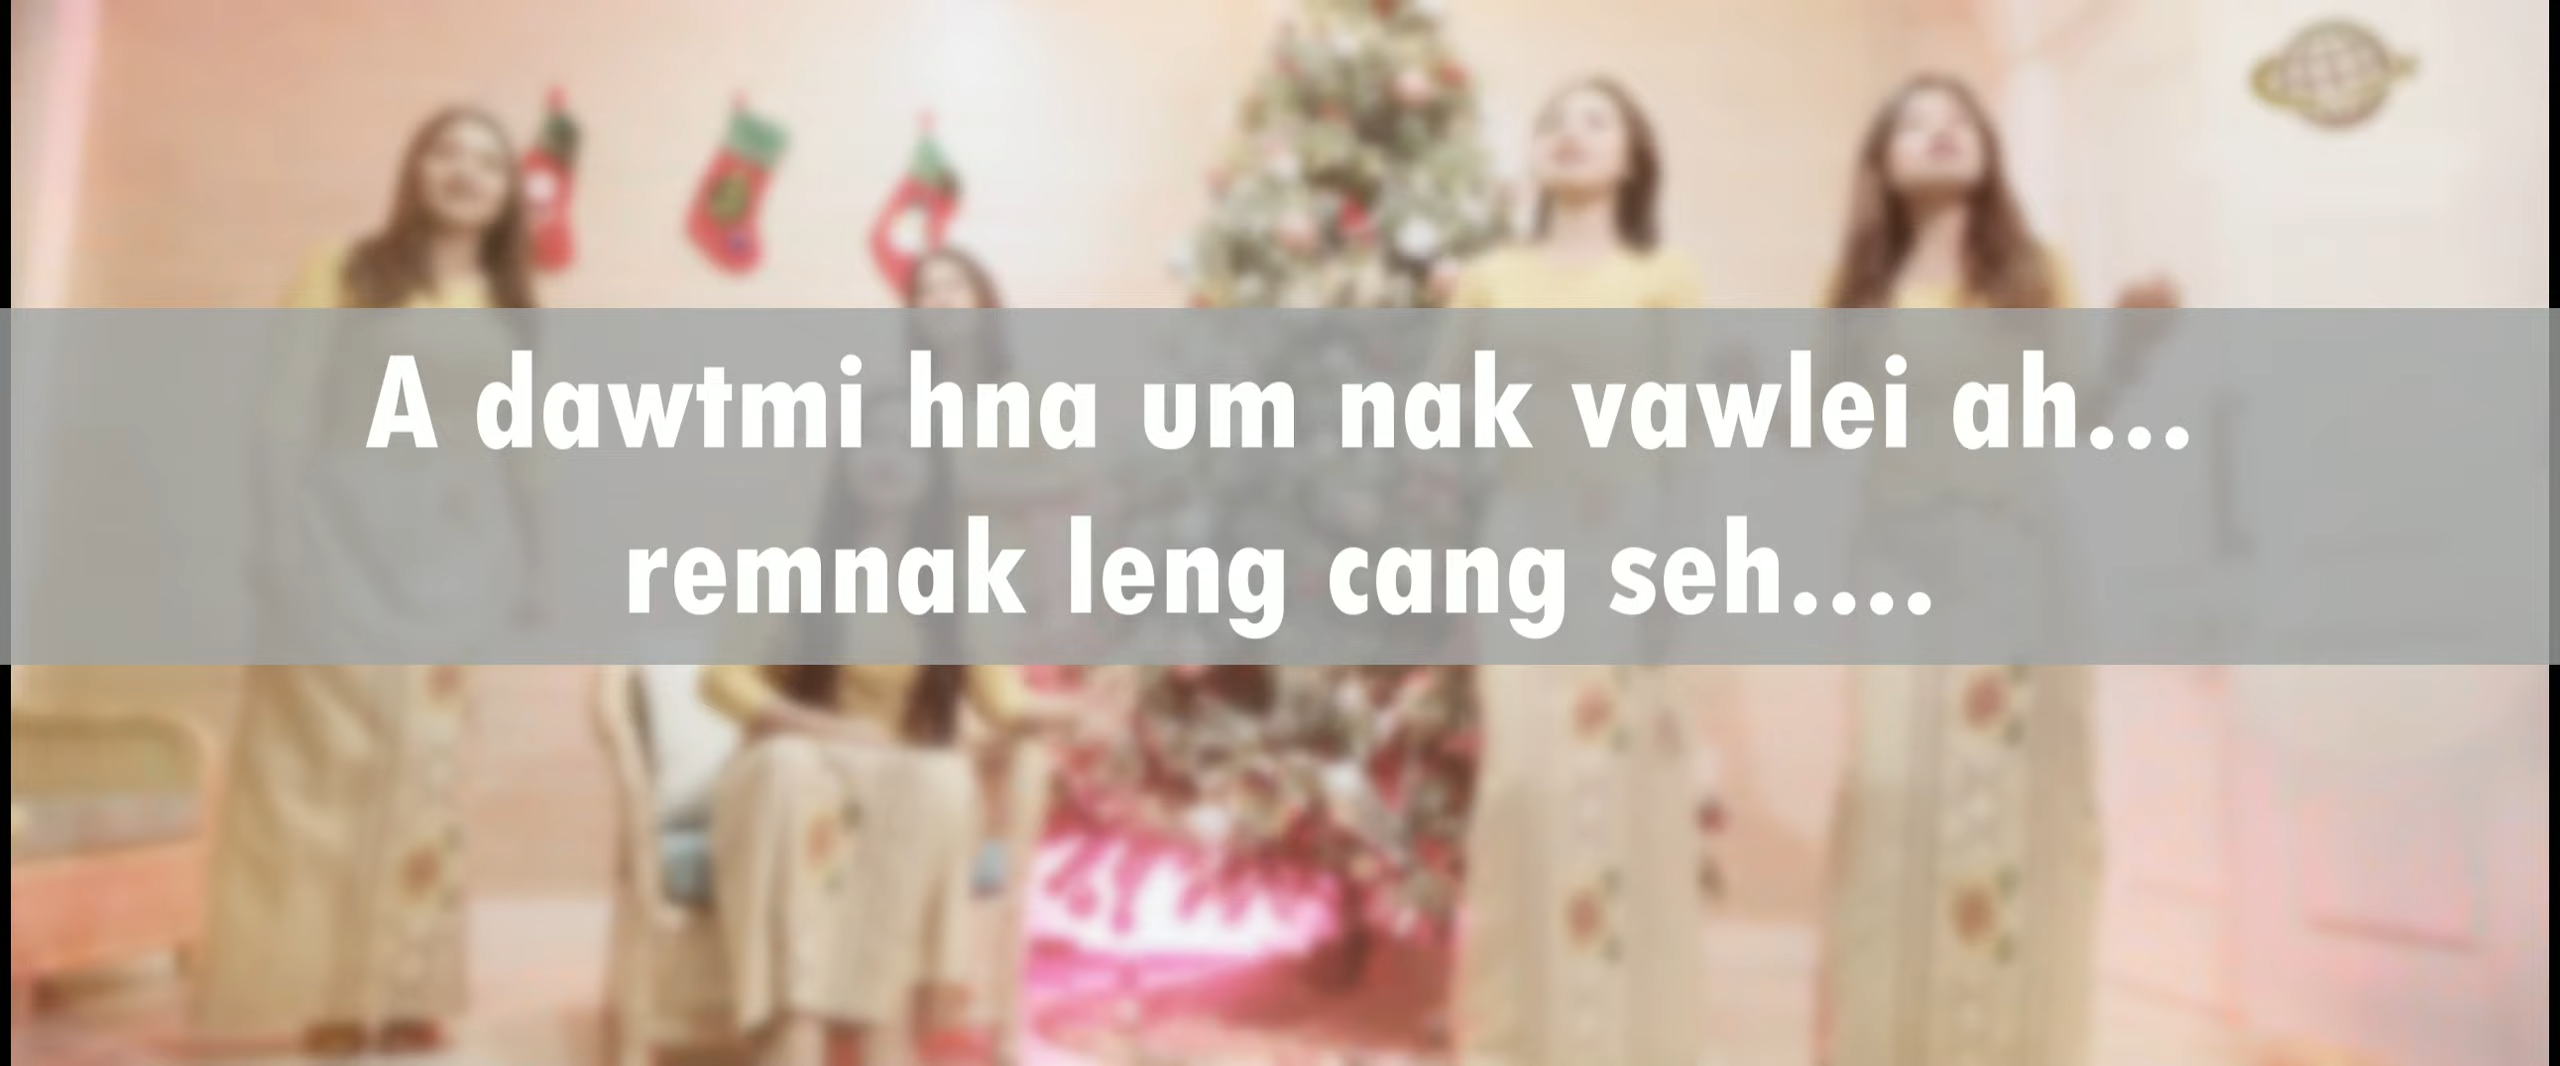 A dawtmi hna um nak vawlei ah...
remnak leng cang seh....